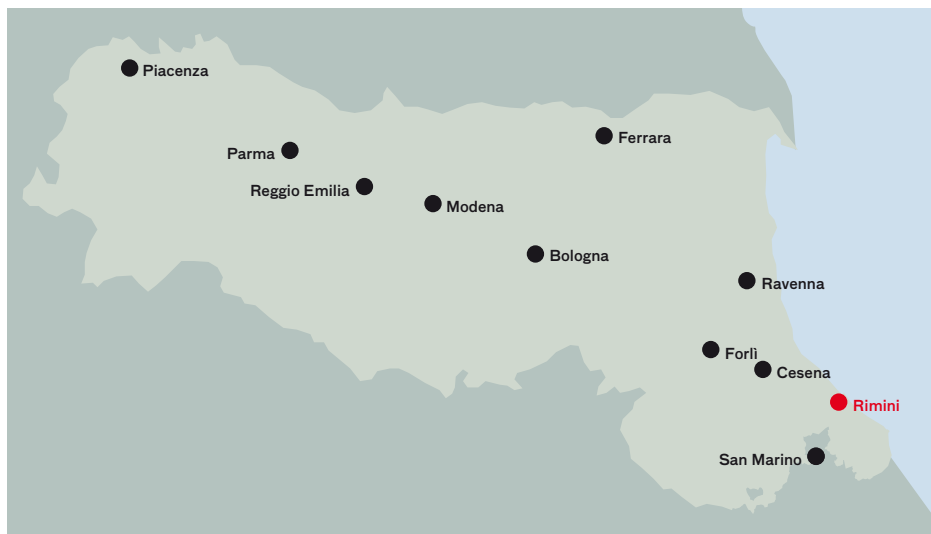 Piacenza
Ferrara
Parma
Reggio Emilia
Modena
Bologna
Ravenna
Forlì
Cesena
Rimini
San Marino